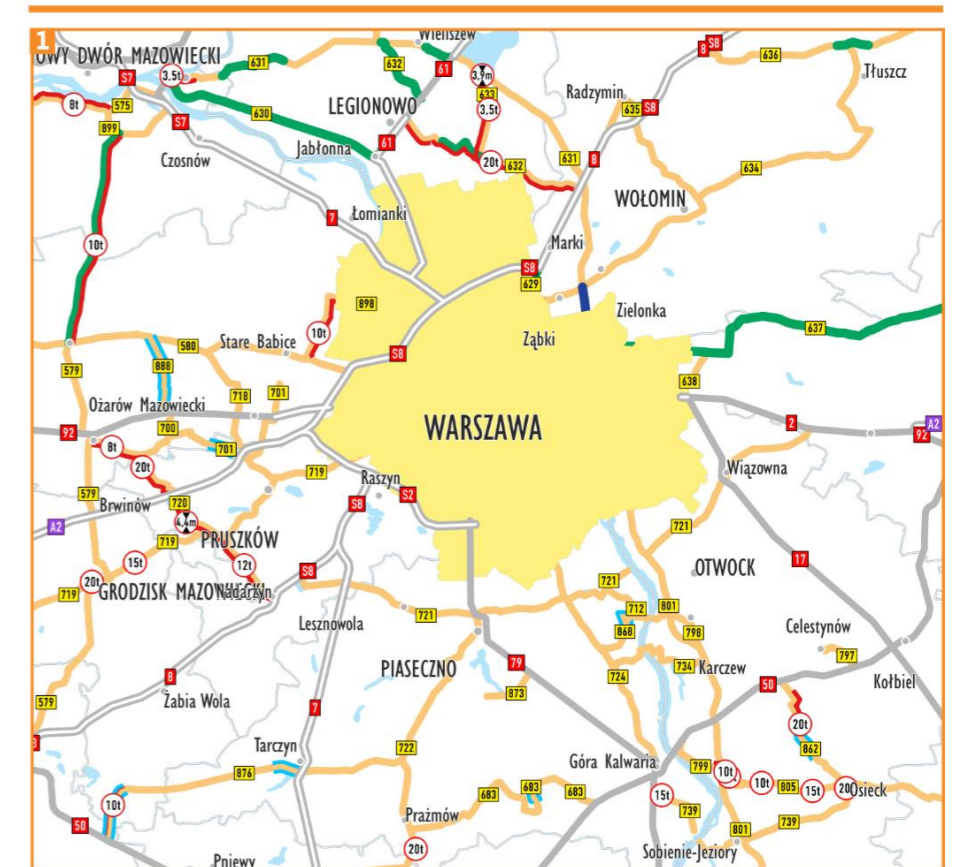 1
WIELISZEW
OWY DWÓR MAZOWIECKI
8 S8
636
631 632 61
Tłuszcz
S7 3,5t 3,9m
Radzymin
8t 575 633
LEGIONOWO 3,5t
635 S8
899 S7 630
61
Czosnów Jabłonna
20t 632 631 8
634
WOŁOMIN
7 Łomianki
10t Marki
S8
629
898
Zielonka
10t
637
Stare Babice Ząbki
580
S8
579 888
638
718 701
Ożarów Mazowiecki
2
A2
92 700
WARSZAWA
92
8t 701
20t 719
Wiązowna
Raszyn
579 S2
Brwinów 720 S8
A2 4,4m 721
PRUSZKÓW
719
15t 12t 17
OTWOCK
20t S8 721
719 GRODZISK MAZOW Nadarzyn
712 801
721
Lesznowola 868 798 Celestynów
797
PIASECZNO 79 734 Karczew
8 724
50 Kołbiel
873
579 Żabia Wola
7 20t
Tarczyn
722 862
Góra Kalwaria
876 799 10t 10t 805 15t 20 Osieck
683 683 683
10t 15t
739 739
Prażmów
50 801
20t
Sobienie-Jeziory
Pniewy